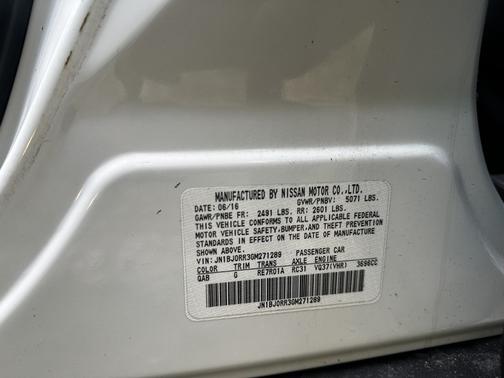 MANUFACTURED BY NISSAN MOTOR CO.,LTD.
DATE: 06/16 GVWR/PNBV: 5071 LBS.
GAWR/PNBE FR: 2491 LBS. RR: 2601 LBS.
THIS VEHICLE CONFORMS TO ALL APPLICABLE FEDERAL
MOTOR VEHICLE SAFETY,BUMPER,AND THEFT PREVENTION
STANDARDS IN EFFECT ON THE DATE OF MANUFACTURE
SHOWN ABOVE.
VIN: JN1BJ0RR3GM271289 PASSENGER CAR
COLOR TRIM TRANS AXLE ENGINE
QAB G RE7R01A RC31 VQ37(VHR) 3696CC
JN1BJ0RR3GM271289